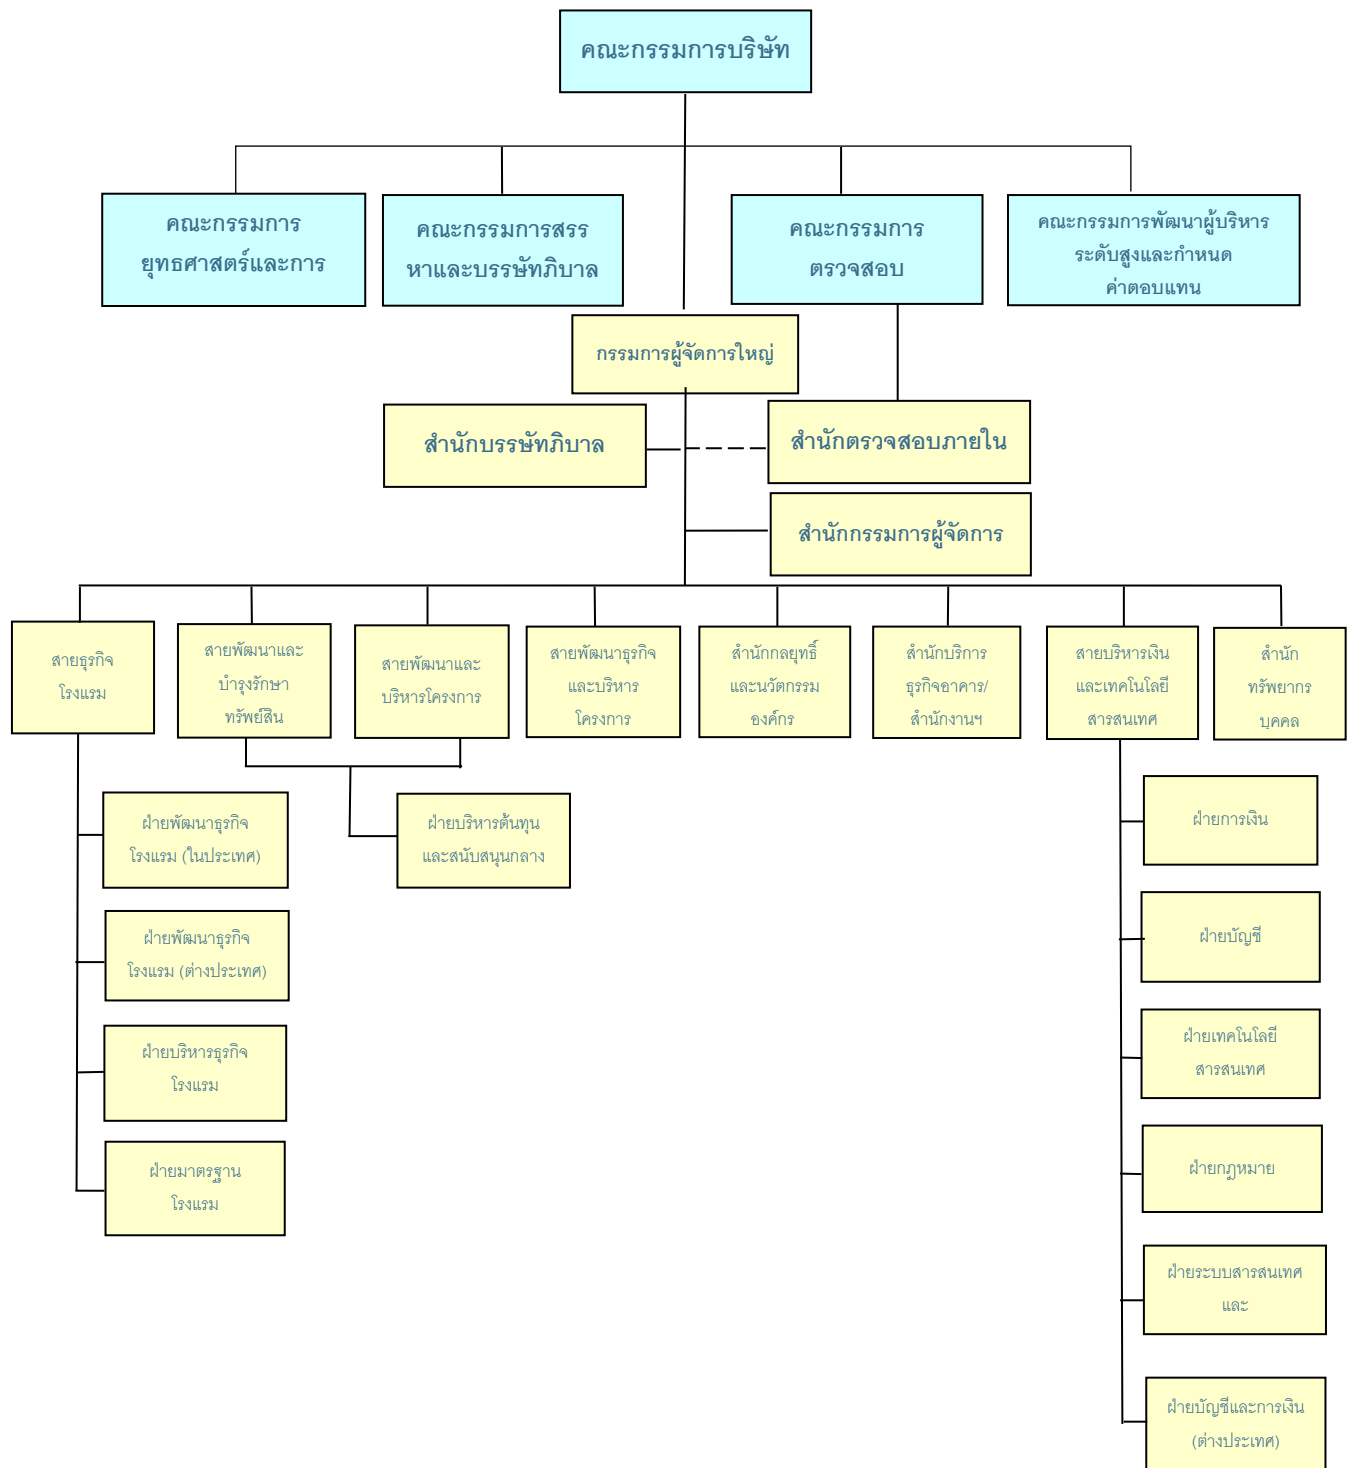 คณะกรรมการบริษัท
คณะกรรมการ
ยุทธศาสตร์และการ
คณะกรรมการสรร
หาและบรรษัทภิบาล
คณะกรรมการ
ตรวจสอบ
คณะกรรมการพัฒนาผู้บริหาร
ระดับสูงและกำหนด
ค่าตอบแทน
กรรมการผู้จัดการใหญ่
สำนักบรรษัทภิบาล
สำนักตรวจสอบภายใน
สำนักกรรมการผู้จัดการ
สายธุรกิจ
โรงแรม
สายพัฒนาและ
บำรุงรักษา
ทรัพย์สิน
สายพัฒนาและ
บริหารโครงการ
สายพัฒนาธุรกิจ
และบริหาร
โครงการ
สำนักกลยุทธิ์
และนวัตกรรม
องค์กร
สำนักบริการ
ธุรกิจอาคาร/
สำนักงานฯ
สายบริหารเงิน
และเทคโนโลยี
สารสนเทศ
สำนัก
ทรัพยากร
บุคคล
ฝ่ายพัฒนาธุรกิจ
โรงแรม (ในประเทศ)
ฝ่ายพัฒนาธุรกิจ
โรงแรม (ต่างประเทศ)
ฝ่ายบริหารธุรกิจ
โรงแรม
ฝ่ายมาตรฐาน
โรงแรม
ฝ่ายบริหารต้นทุน
และสนับสนุนกลาง
ฝ่ายการเงิน
ฝ่ายบัญชี
ฝ่ายเทคโนโลยี
สารสนเทศ
ฝ่ายกฎหมาย
ฝ่ายระบบสารสนเทศ
และ
ฝ่ายบัญชีและการเงิน
(ต่างประเทศ)